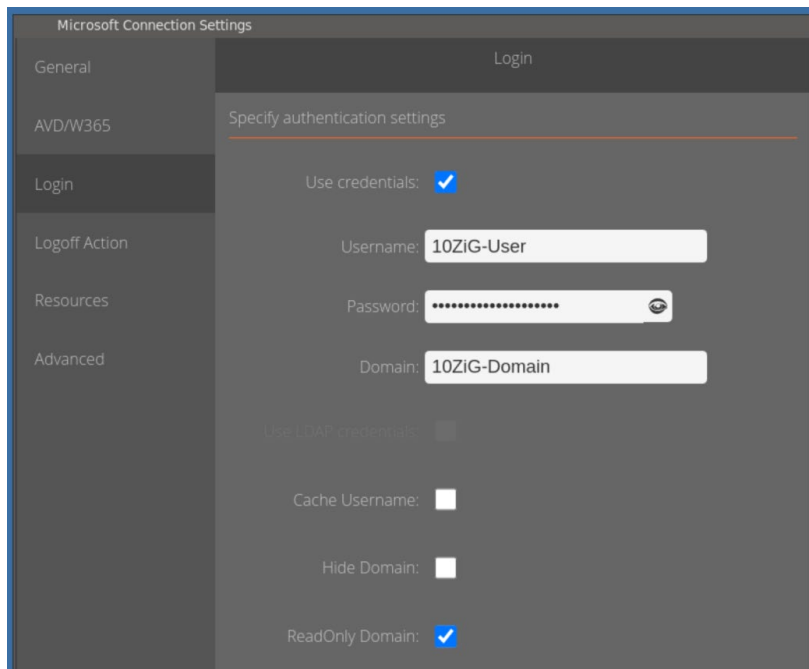 Microsoft Connection Settings
General
AVD/W365
Login
Logoff Action
Resources
Advanced
Login
Specify authentication settings
Use credentials:
Username: 10ZiG-User
Password: ••••••••••••••••••••
Domain: 10ZiG-Domain
Use LDAP credentials:
Cache Username:
Hide Domain:
ReadOnly Domain: